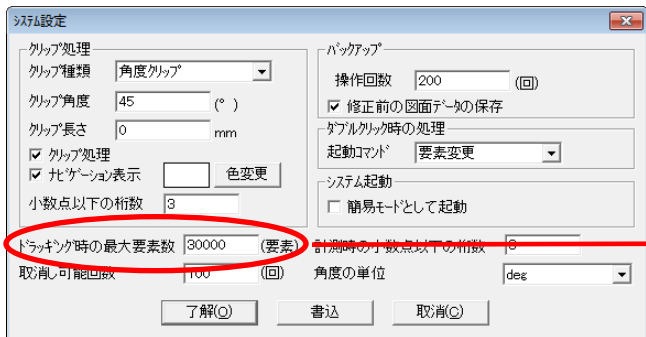 システム設定
クリップ処理
クリップ種類 角度クリップ
クリップ角度 45 (°)
クリップ長さ 0 mm
クリップ処理
ナビゲーション表示 色変更
小数点以下の桁数 3
バックアップ
操作回数 200 (回)
修正前の図面データの保存
ダブルクリック時の処理
起動コマンド 要素変更
システム起動
簡易モードとして起動
ドラッギング時の最大要素数 30000 (要素) 計測時の小数点以下の桁数
取消し可能回数 100 (回) 角度の単位 deg
了解(O) 書込 取消(C)